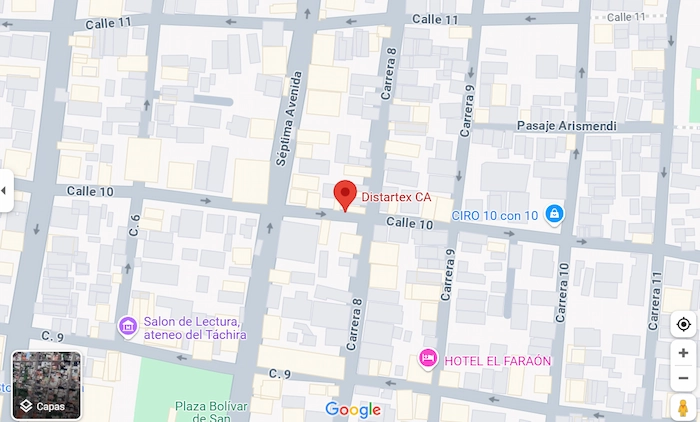 Calle 11
Calle 11
Calle 11
Carrera 8
Séptima Avenida
Carrera 9
Pasaje Arismendi
Calle 10
Distartex CA
C. 6
CIRO 10 con 10
Calle 10
Carrera 9
Carrera 10
Carrera 11
Salon de Lectura,
ateneo del Táchira
Carrera 8
C. 9
HOTEL EL FARAÓN
C. 9
Capas
Plaza Bolívar
de San
Google